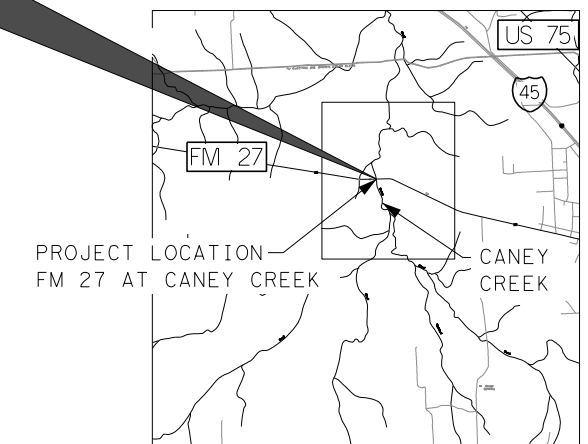 US 75
45
FM 27
PROJECT LOCATION
FM 27 AT CANEY CREEK
CANEY
CREEK